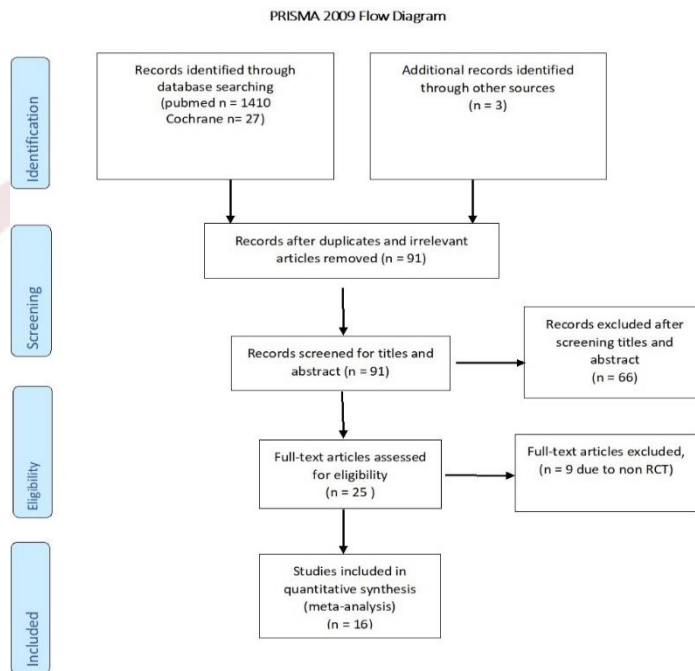 PRISMA 2009 Flow Diagram
Identification
Records identified through
database searching
(pubmed n = 1410
Cochrane n= 27)
Additional records identified
through other sources
(n = 3)
Screening
Records after duplicates and irrelevant
articles removed (n = 91)
Records screened for titles and
abstract (n = 91)
Records excluded after
screening titles and
abstract
(n = 66)
Eligibility
Full-text articles assessed
for eligibility
(n = 25 )
Full-text articles excluded,
(n = 9 due to non RCT)
Included
Studies included in
quantitative synthesis
(meta-analysis)
(n = 16)